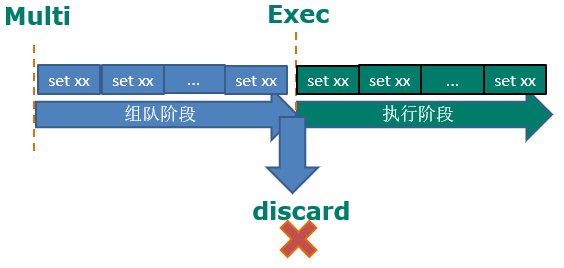 Multi
Exec
set xx set xx ... set xx set xx set xx ... set xx
组队阶段 执行阶段
discard